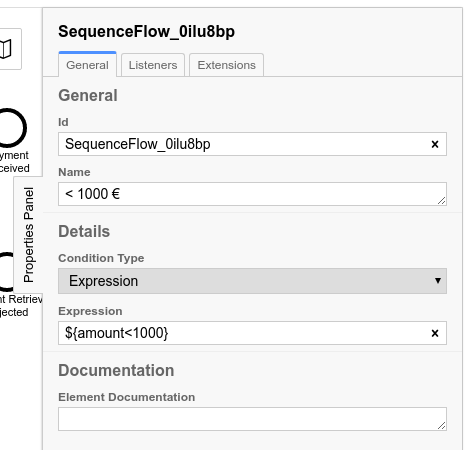 SequenceFlow_0ilu8bp
General
Listeners
Extensions
General
Id
SequenceFlow_0ilu8bp
Name
< 1000 €
Details
Condition Type
Expression
Expression
${amount<1000}
Documentation
Element Documentation
Properties Panel
yment
ceived
nt Retriev
jected